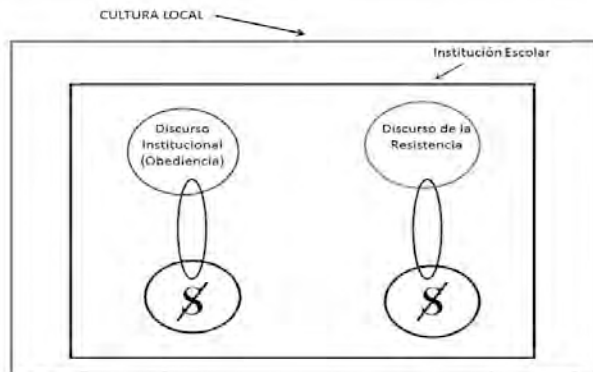 CULTURA LOCAL
Institución Escolar
Discurso
Institucional
(Obediencia)
Discurso de la
Resistencia
$
$